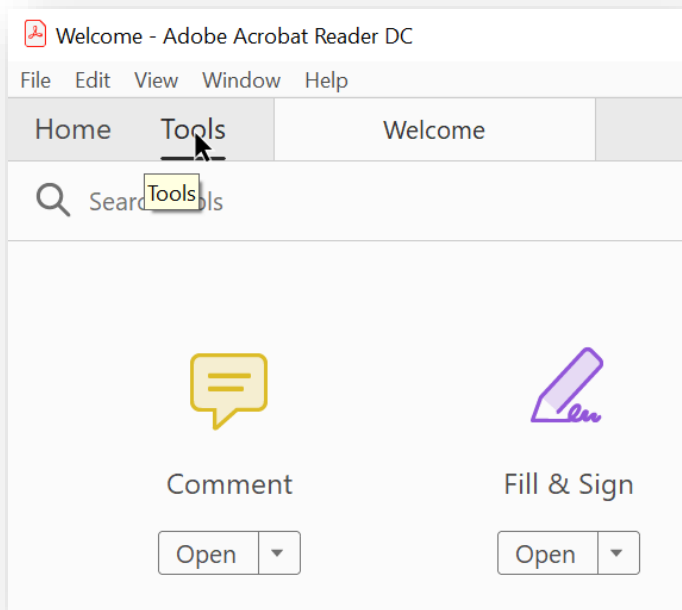 Welcome - Adobe Acrobat Reader DC
File Edit View Window Help
Home Tools Welcome
Tools
Comment Fill & Sign
Open Open